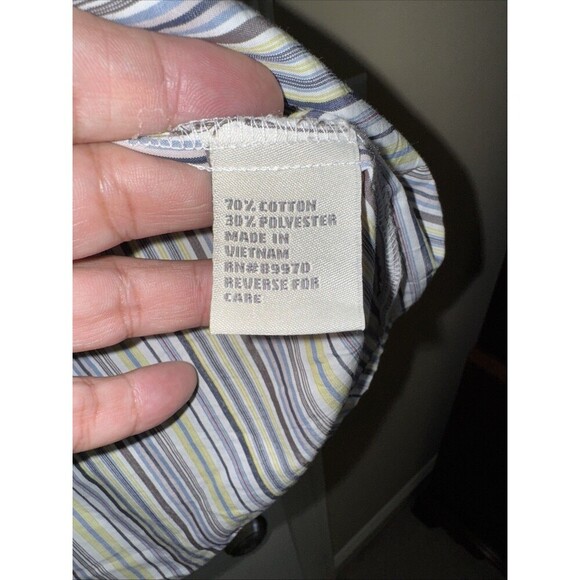 70% COTTON
30% POLYESTER
MADE IN
VIETNAM
RN#89970
REVERSE FOR
CARE